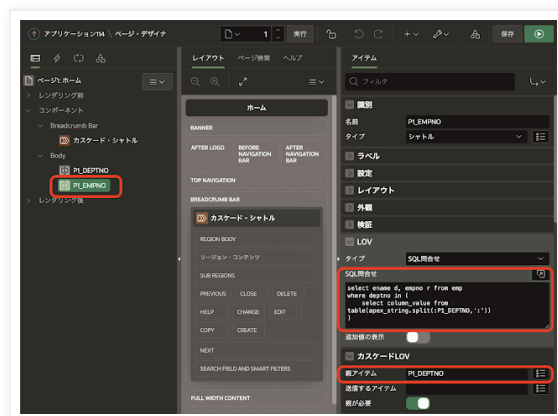 アプリケーション114 \ ページ・デザイナ
1
実行
保存
ページ1: ホーム
レンダリング前
コンポーネント
Breadcrumb Bar
カスケード・シャトル
Body
P1_DEPTNO
P1_EMPNO
レンダリング後
レイアウト ページ検索 ヘルプ
ホーム
BANNER
AFTER LOGO
BEFORE NAVIGATION BAR
AFTER NAVIGATION BAR
TOP NAVIGATION
BREADCRUMB BAR
カスケード・シャトル
REGION BODY
リージョン・コンテンツ
SUB REGIONS
PREVIOUS CLOSE DELETE
HELP CHANGE EDIT
COPY CREATE
NEXT
SEARCH FIELD AND SMART FILTERS
FULL WIDTH CONTENT
アイテム
フィルタ
識別
名前 P1_EMPNO
タイプ シャトル
ラベル
設定
レイアウト
外観
検証
LOV
タイプ SQL問合せ
SQL問合せ
select ename d, empno r from emp
where deptno in (
select column_value from
table(apex_string.split(:P1_DEPTNO,':'))
)
追加値の表示
カスケードLOV
親アイテム P1_DEPTNO
送信するアイテム
親が必要